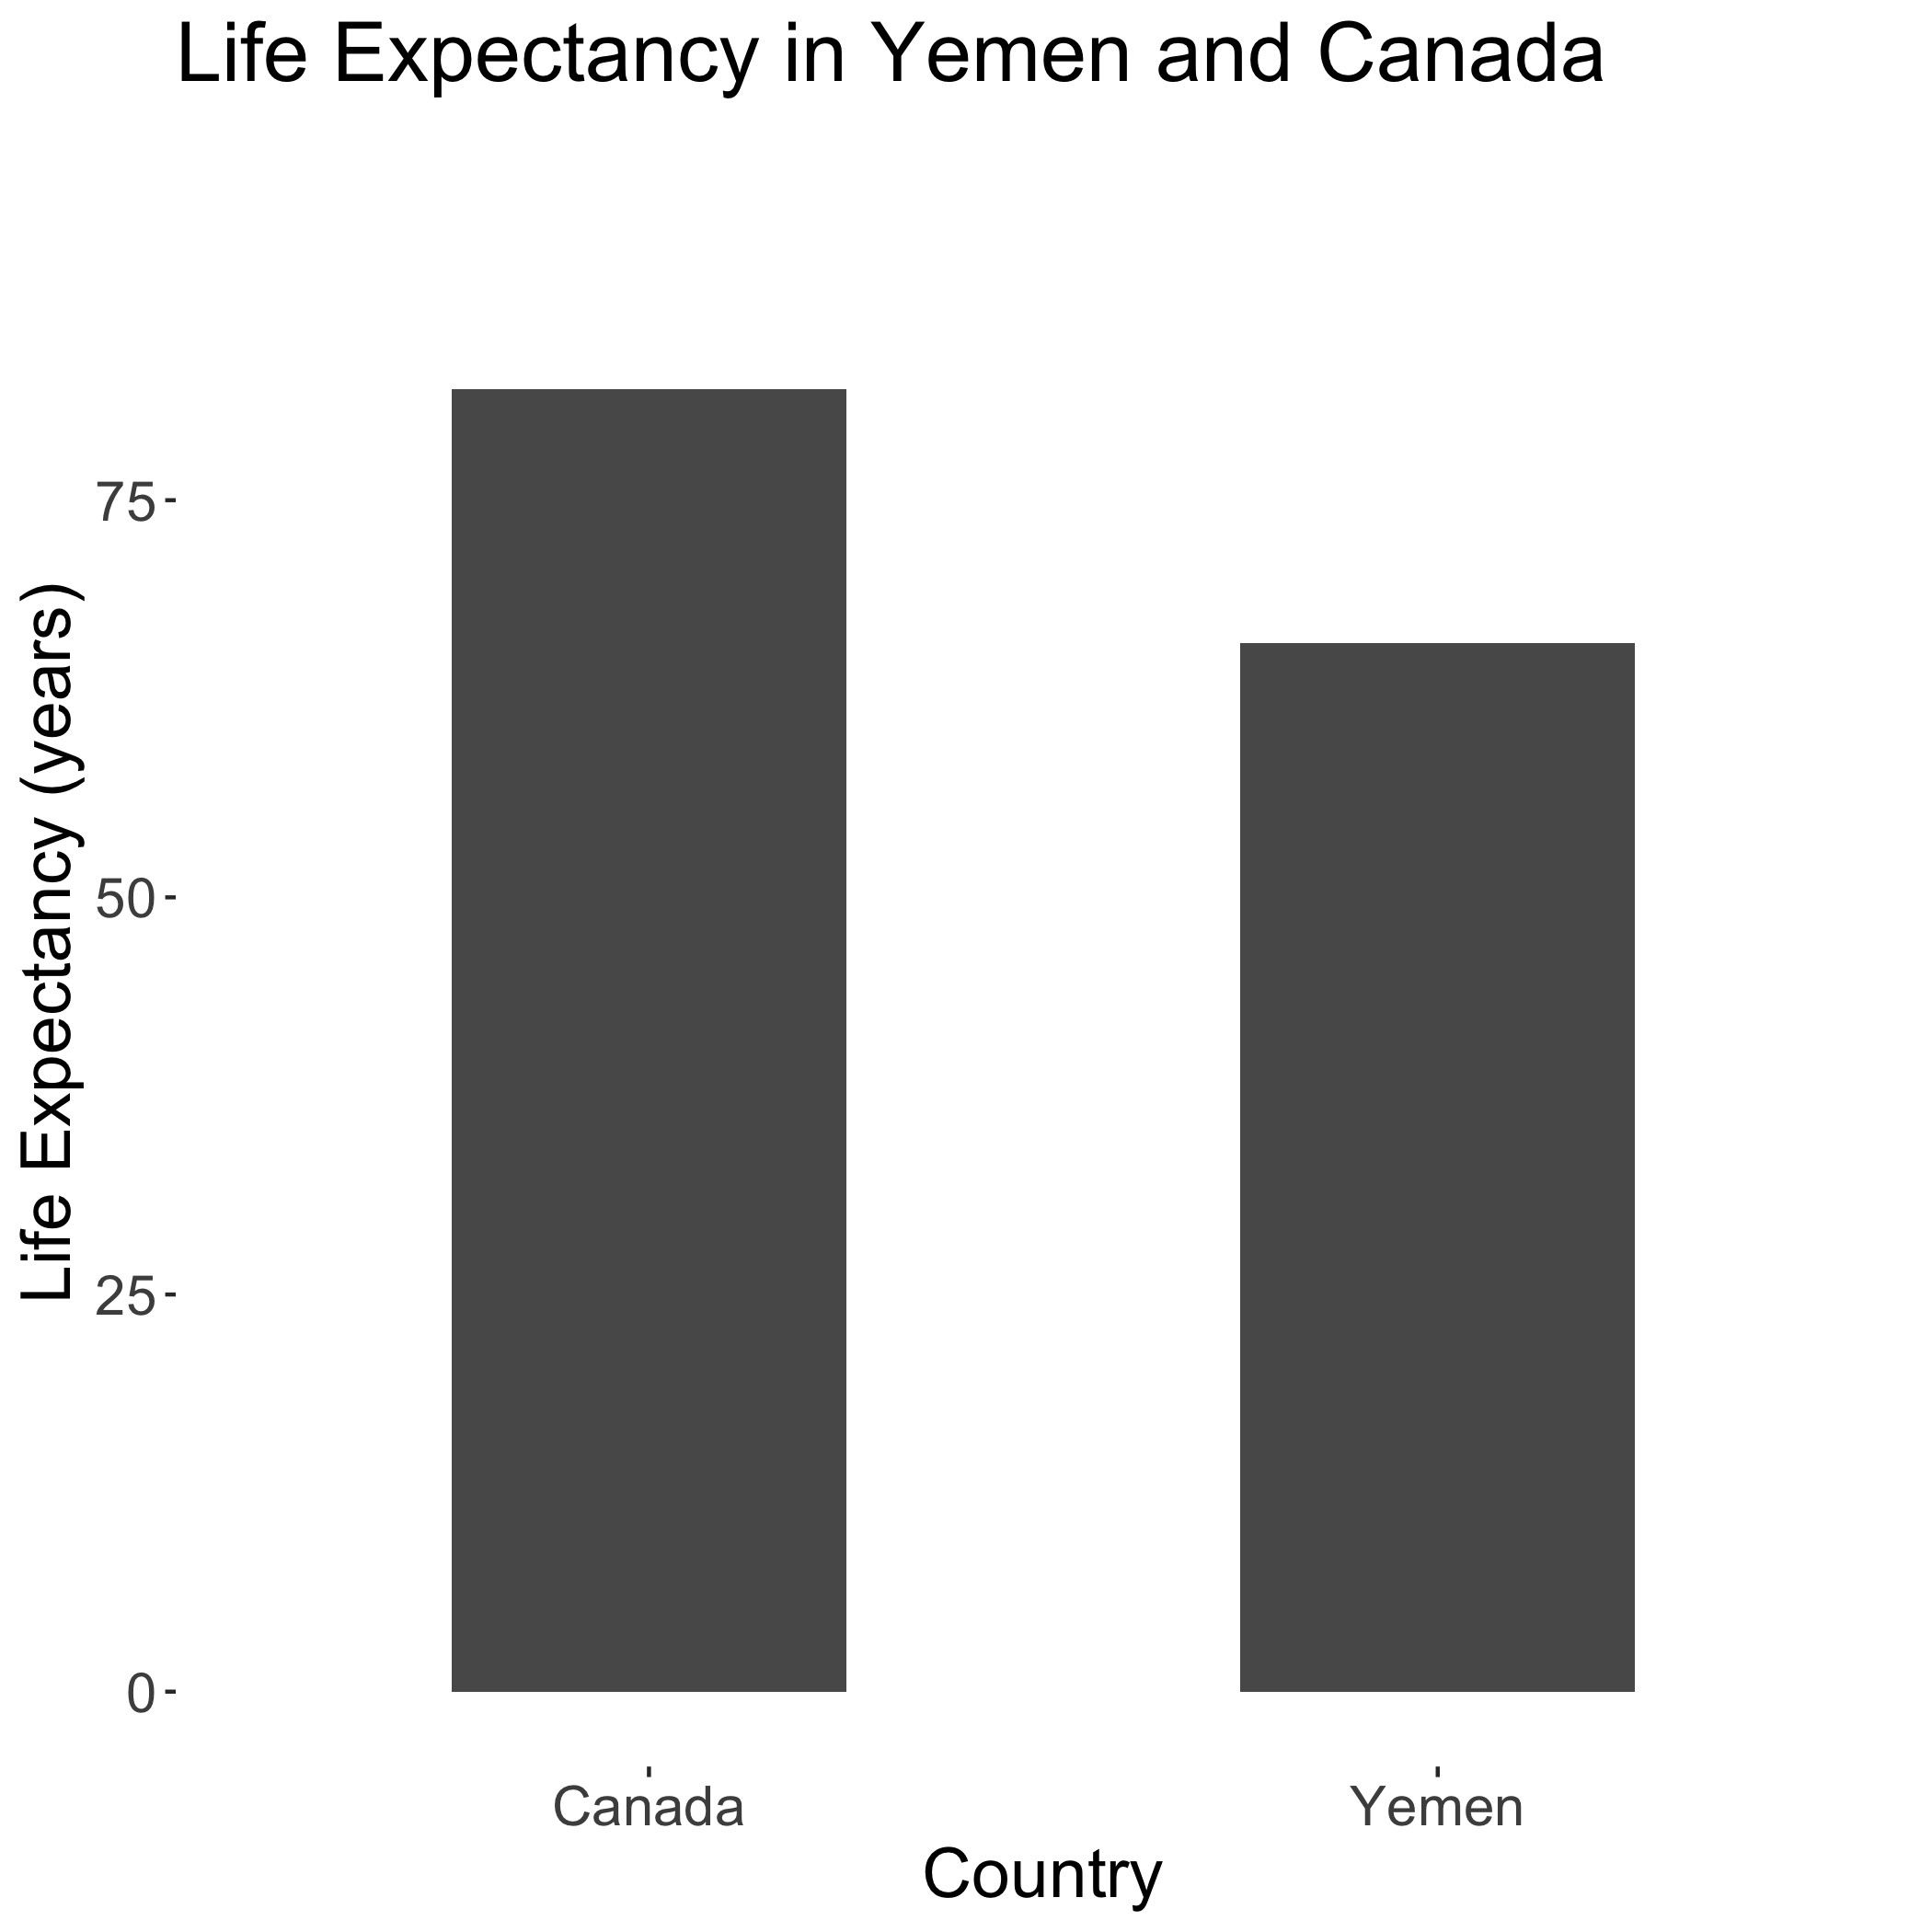 Life Expectancy in Yemen and Canada
Life Expectancy (years)
75
50
25
0
Canada
Yemen
Country